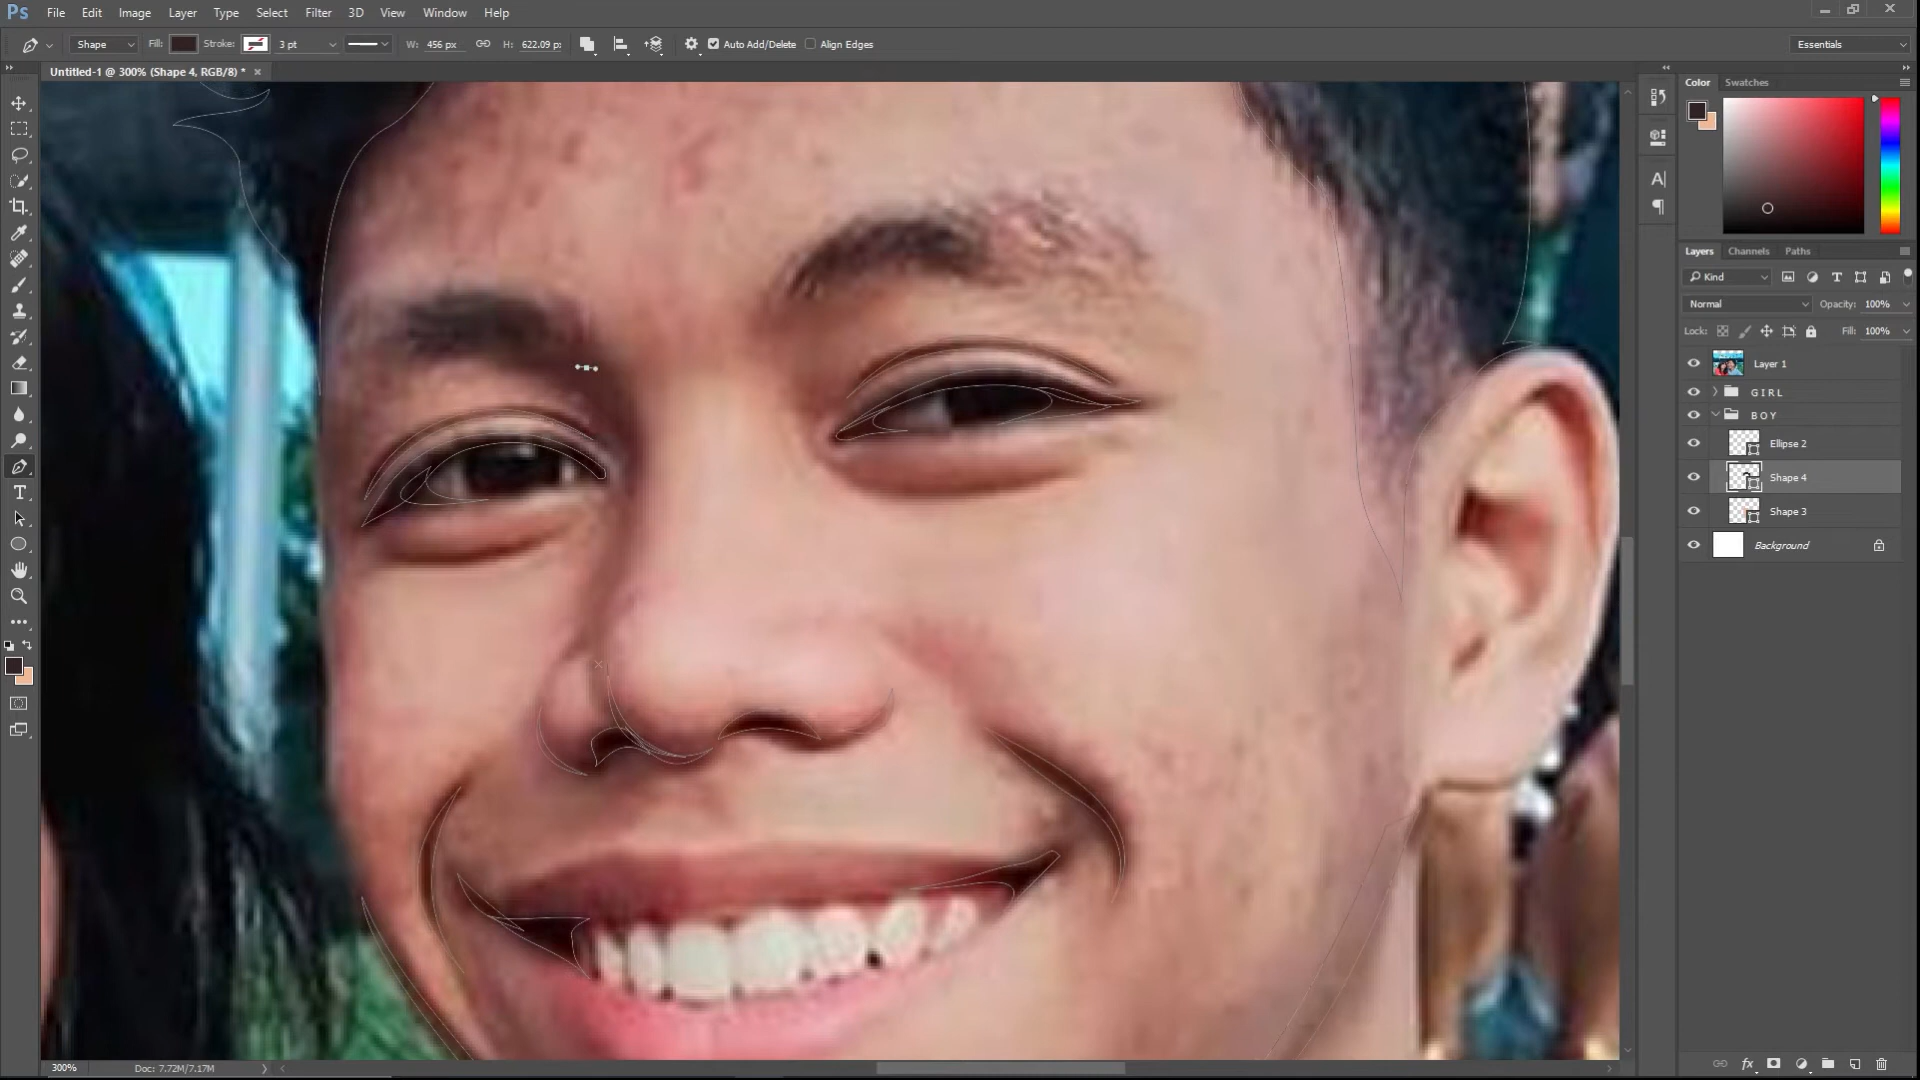 Ps File Edit Image Layer Type Select Filter 3D View Window Help
Shape Fill: Stroke: 3 pt W: 456 px H: 622.09 p Auto Add/Delete Align Edges Essentials
Untitled-1 @ 300% (Shape 4, RGB/8) * ×
Color Swatches
Layers Channels Paths
Kind
Normal Opacity: 100%
Lock: Fill: 100%
Layer 1
GIRL
BOY
Ellipse 2
Shape 4
Shape 3
Background
300% Doc: 7.72M/7.17M